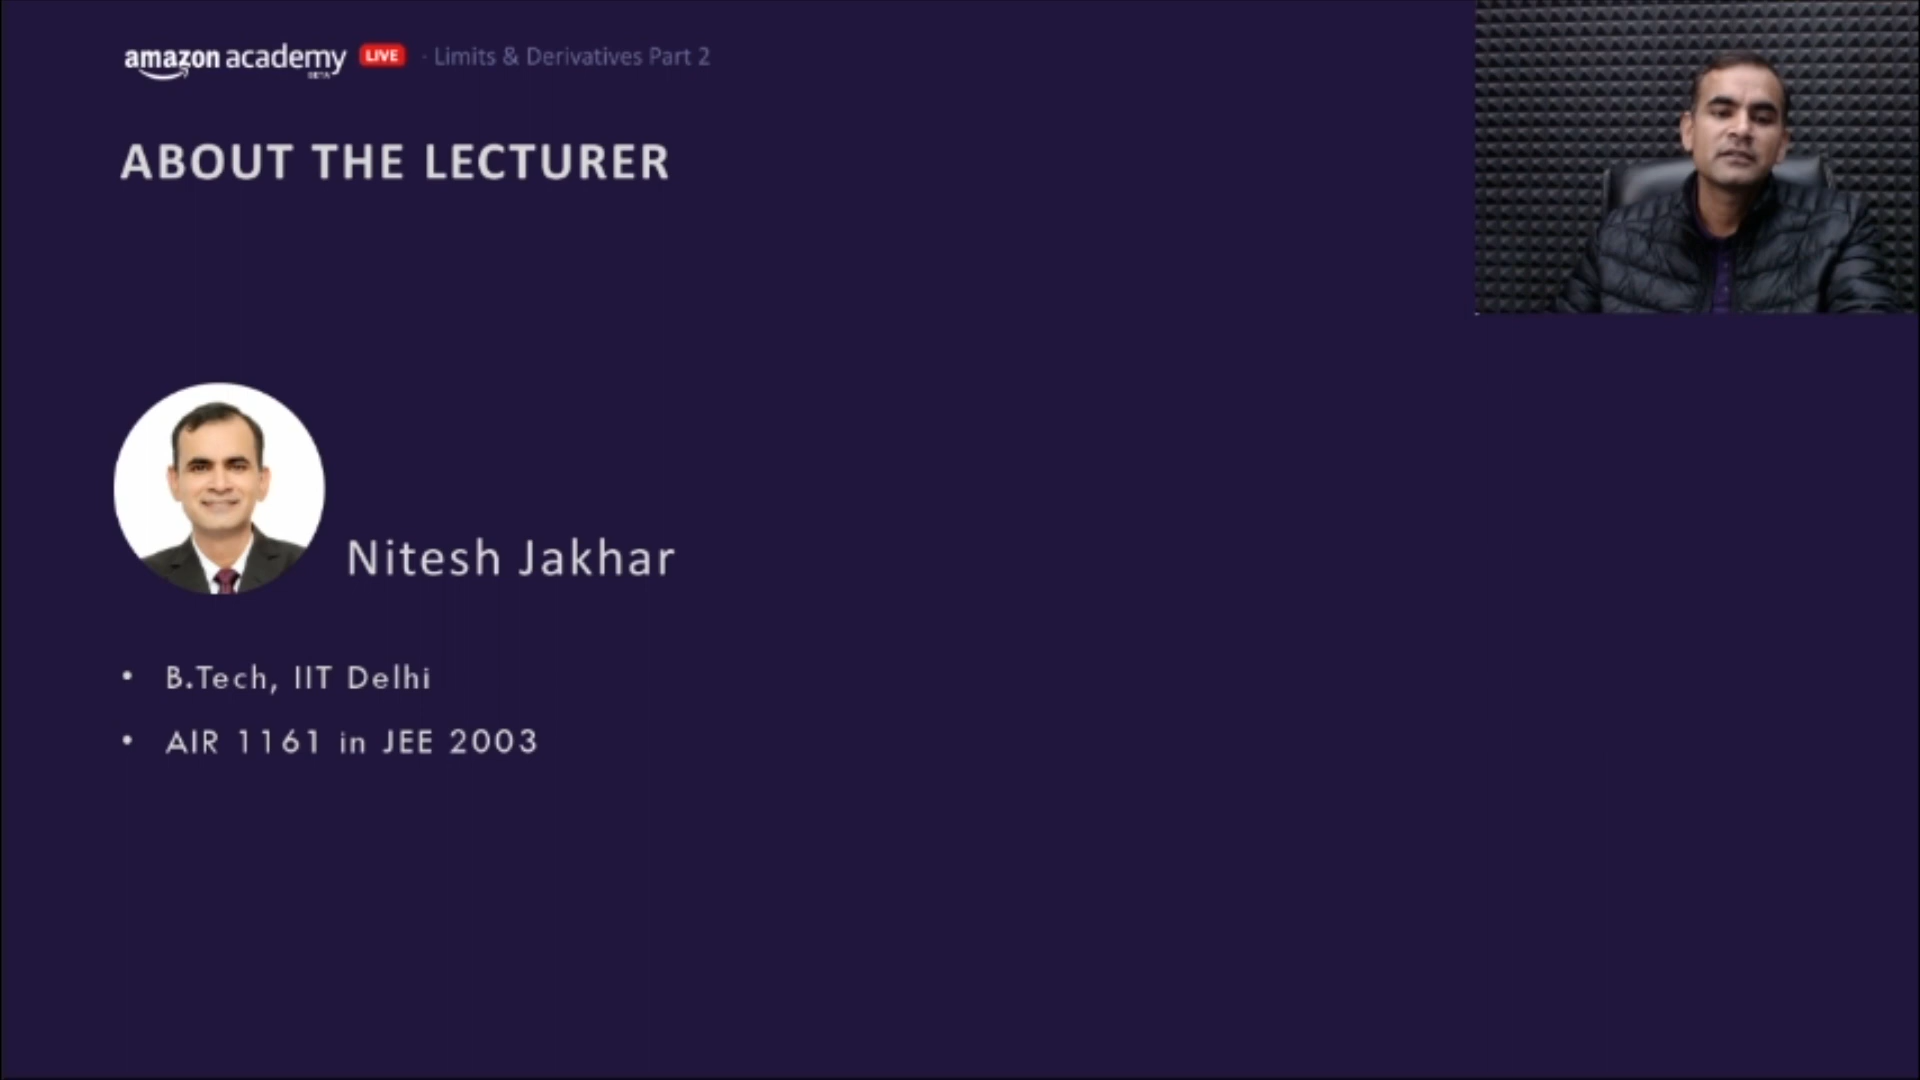 amazon academy LIVE · Limits & Derivatives Part 2
BETA
ABOUT THE LECTURER
Nitesh Jakhar
• B.Tech, IIT Delhi
• AIR 1161 in JEE 2003